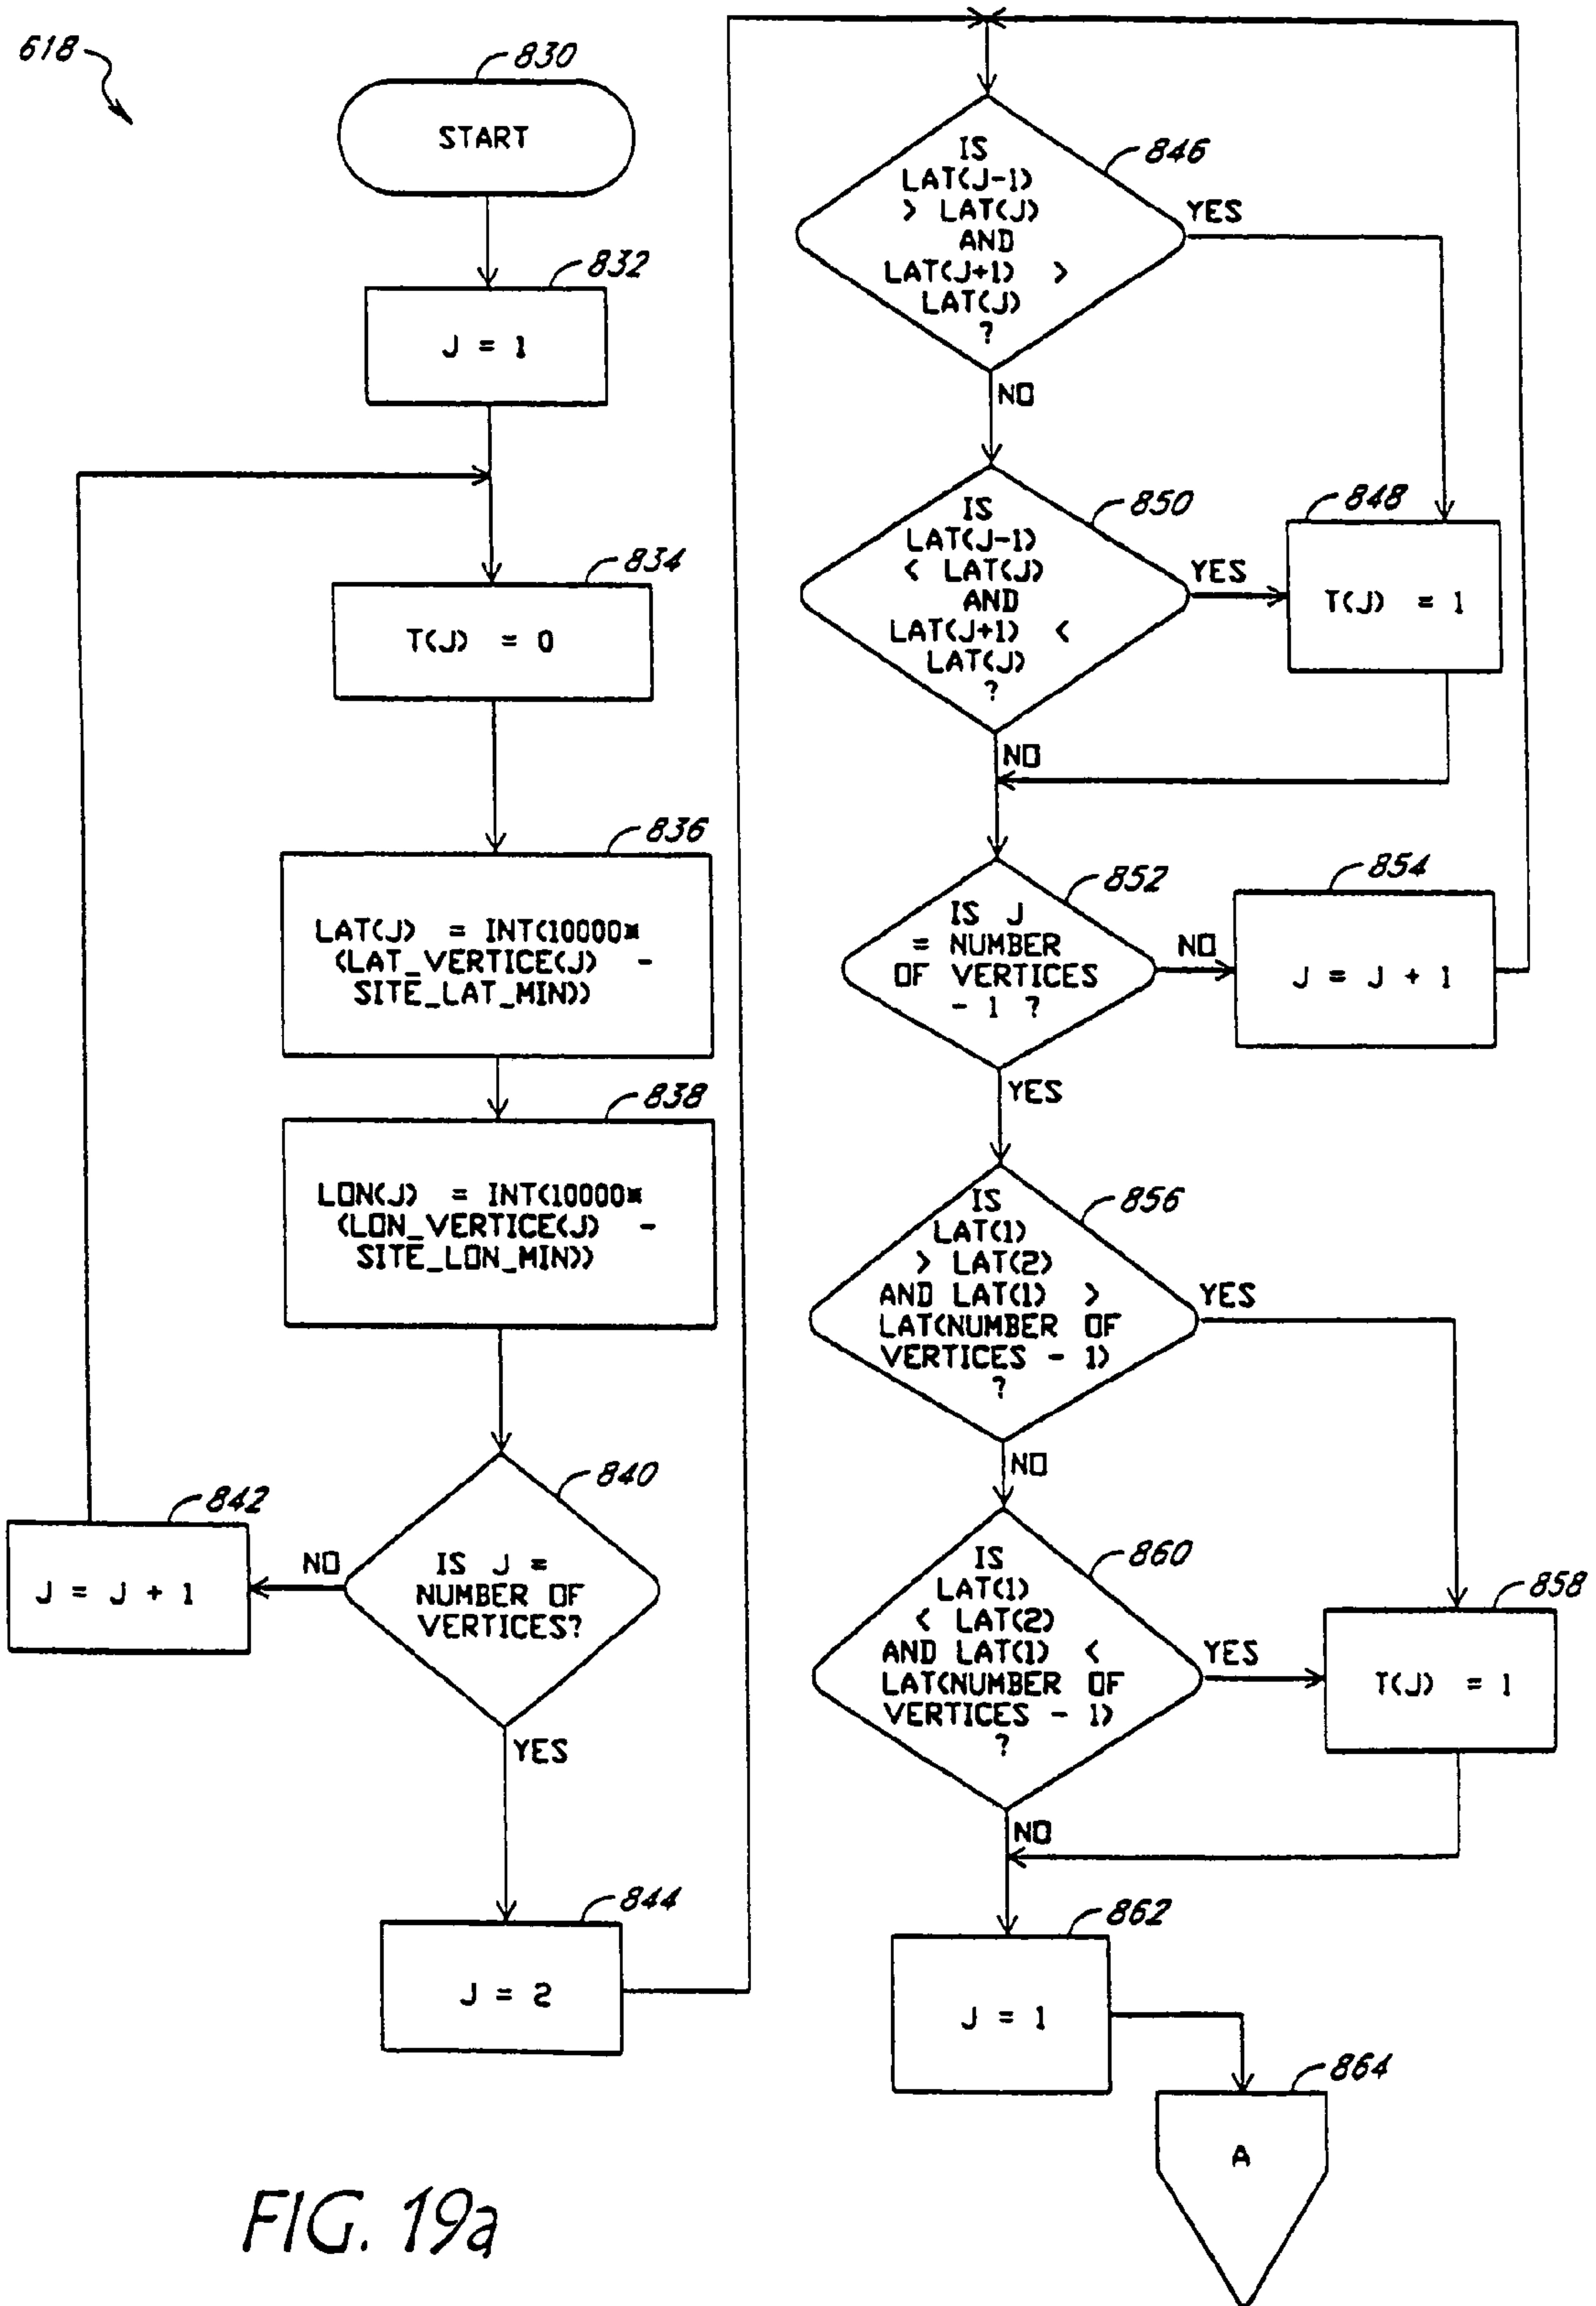 618
830
START
832
J = 1
834
T(J) = 0
836
LAT(J) = INT(10000*
(LAT_VERTICE(J) -
SITE_LAT_MIN))
838
LON(J) = INT(10000*
(LON_VERTICE(J) -
SITE_LON_MIN))
840
IS J =
NUMBER OF
VERTICES?
NO
842
J = J + 1
YES
844
J = 2
846
IS
LAT(J-1)
> LAT(J)
AND
LAT(J+1) >
LAT(J)
?
YES
NO
850
IS
LAT(J-1)
< LAT(J)
AND
LAT(J+1) <
LAT(J)
?
YES
848
T(J) = 1
NO
852
IS J
= NUMBER
OF VERTICES
- 1 ?
NO
854
J = J + 1
YES
856
IS
LAT(1)
> LAT(2)
AND LAT(1) >
LAT(NUMBER OF
VERTICES - 1)
?
YES
NO
860
IS
LAT(1)
< LAT(2)
AND LAT(1) <
LAT(NUMBER OF
VERTICES - 1)
?
YES
858
T(J) = 1
NO
862
J = 1
864
A
FIG. 19a